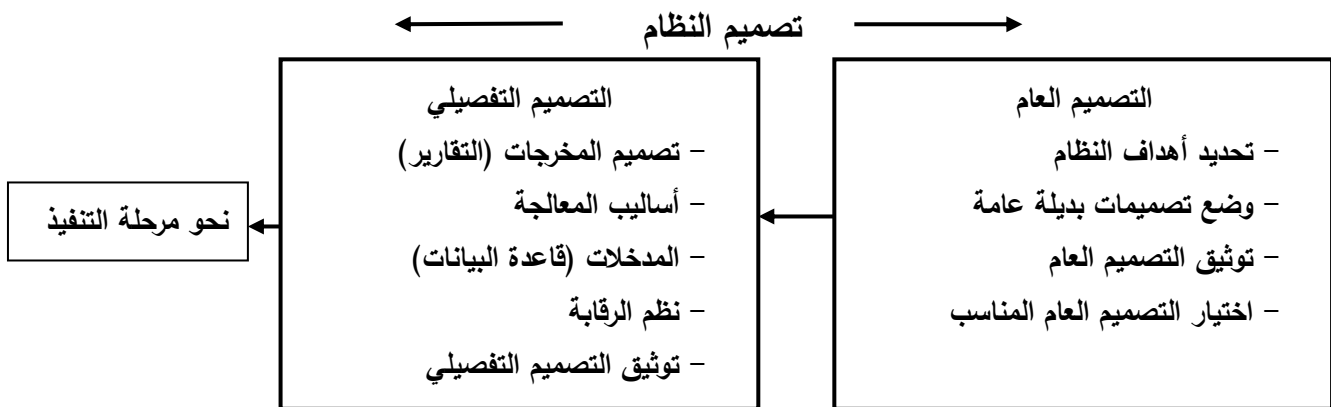 تصميم النظام
التصميم العام
- تحديد أهداف النظام
- وضع تصميمات بديلة عامة
- توثيق التصميم العام
- اختيار التصميم العام المناسب
التصميم التفصيلي
- تصميم المخرجات (التقارير)
- أساليب المعالجة
- المدخلات (قاعدة البيانات)
- نظم الرقابة
- توثيق التصميم التفصيلي
نحو مرحلة التنفيذ